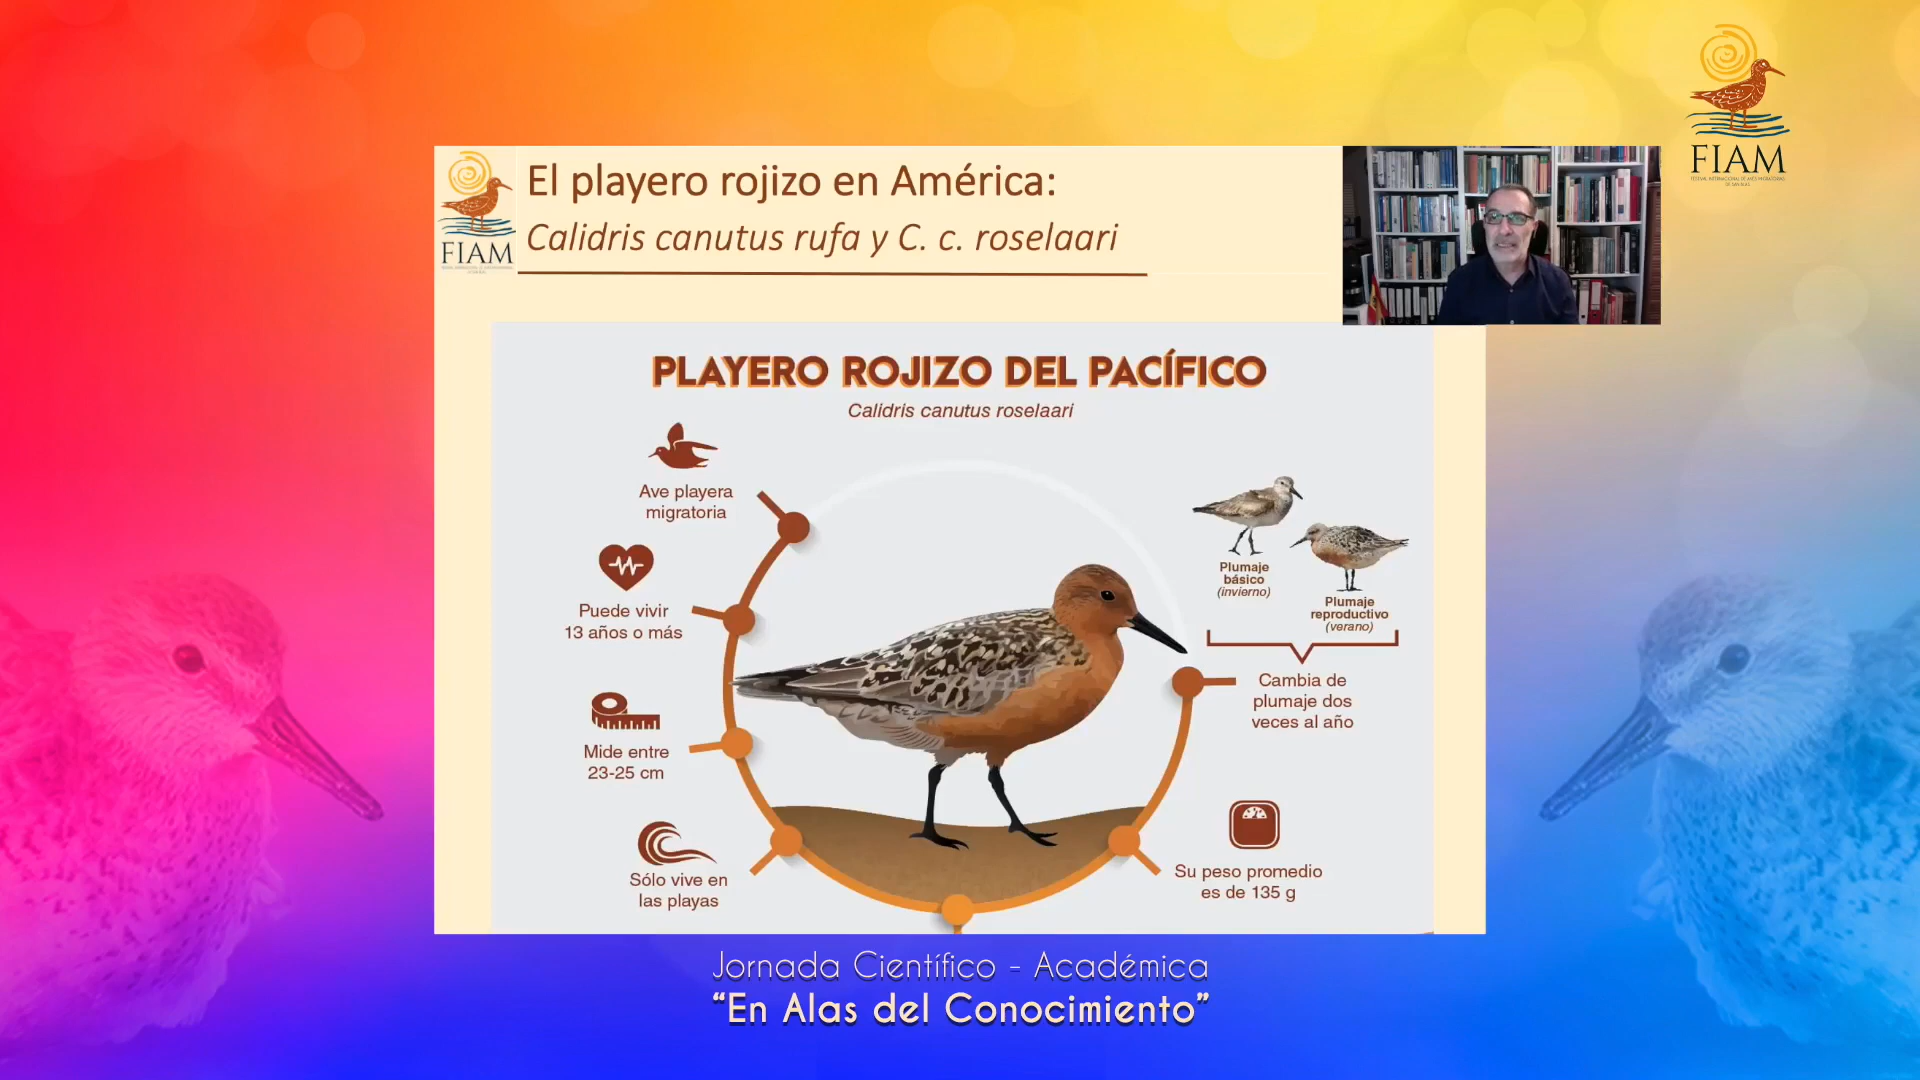 FIAM
FIAM
El playero rojizo en América:
Calidris canutus rufa y C. c. roselaari
PLAYERO ROJIZO DEL PACÍFICO
Calidris canutus roselaari
Ave playera
migratoria
Puede vivir
13 años o más
Mide entre
23-25 cm
Sólo vive en
las playas
Plumaje
básico
(invierno)
Plumaje
reproductivo
(verano)
Cambia de
plumaje dos
veces al año
Su peso promedio
es de 135 g
Jornada Científico - Académica
“En Alas del Conocimiento”